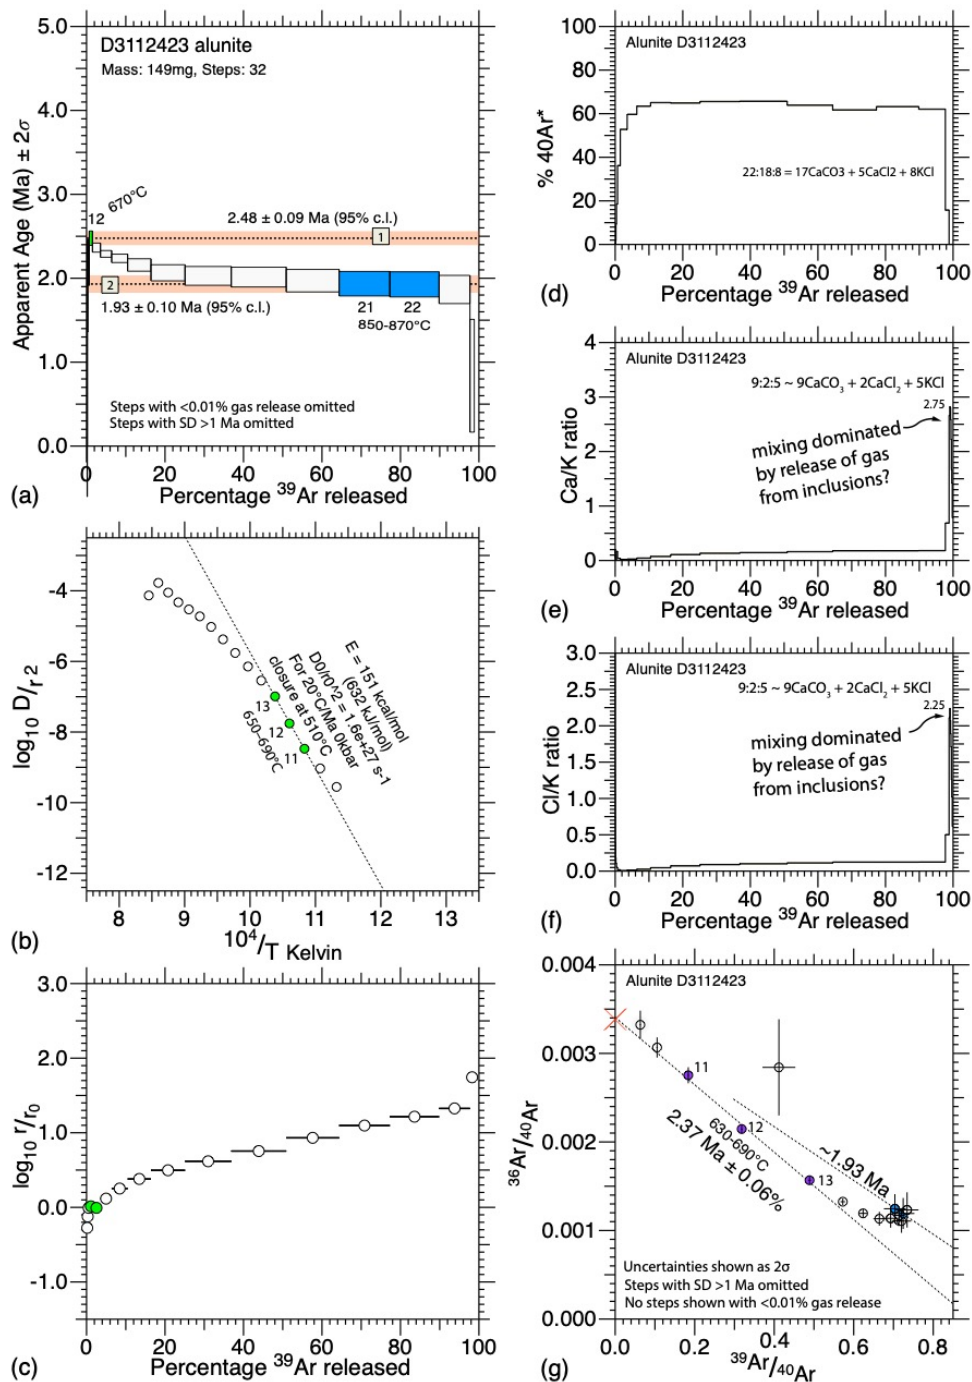 5.0
4.0
3.0
2.0
1.0
0.0
Apparent Age (Ma) ± 2σ
D3112423 alunite
Mass: 149mg, Steps: 32
12 670°C
2.48 ± 0.09 Ma (95% c.l.)
1
2
1.93 ± 0.10 Ma (95% c.l.)
21 22
850-870°C
Steps with <0.01% gas release omitted
Steps with SD >1 Ma omitted
0 20 40 60 80 100
Percentage ³⁹Ar released
(a)
-4
-6
-8
-10
-12
log₁₀ D/r²
13
12
11
650-690°C
closure at 510°C
For 20°C/Ma 0kbar
D0/r0^2 = 1.6e+27 s-1
(632 kJ/mol)
E = 151 kcal/mol
8 9 10 11 12 13
10⁴/T Kelvin
(b)
3.0
2.0
1.0
0.0
-1.0
log₁₀ r/r₀
0 20 40 60 80 100
Percentage ³⁹Ar released
(c)
100
80
60
40
20
0
% 40Ar*
Alunite D3112423
22:18:8 = 17CaCO3 + 5CaCl2 + 8KCl
0 20 40 60 80 100
Percentage ³⁹Ar released
(d)
4
3
2
1
0
Ca/K ratio
Alunite D3112423
9:2:5 ~ 9CaCO₃ + 2CaCl₂ + 5KCl
2.75
mixing dominated
by release of gas
from inclusions?
0 20 40 60 80 100
Percentage ³⁹Ar released
(e)
3.0
2.5
2.0
1.5
1.0
0.5
0.0
Cl/K ratio
Alunite D3112423
9:2:5 ~ 9CaCO₃ + 2CaCl₂ + 5KCl
2.25
mixing dominated
by release of gas
from inclusions?
0 20 40 60 80 100
Percentage ³⁹Ar released
(f)
0.004
0.003
0.002
0.001
0.000
³⁶Ar/⁴⁰Ar
Alunite D3112423
11
12
13
630-690°C
2.37 Ma ± 0.06%
~1.93 Ma
Uncertainties shown as 2σ
Steps with SD >1 Ma omitted
No steps shown with <0.01% gas release
0.0 0.4 0.6 0.8
³⁹Ar/⁴⁰Ar
(g)